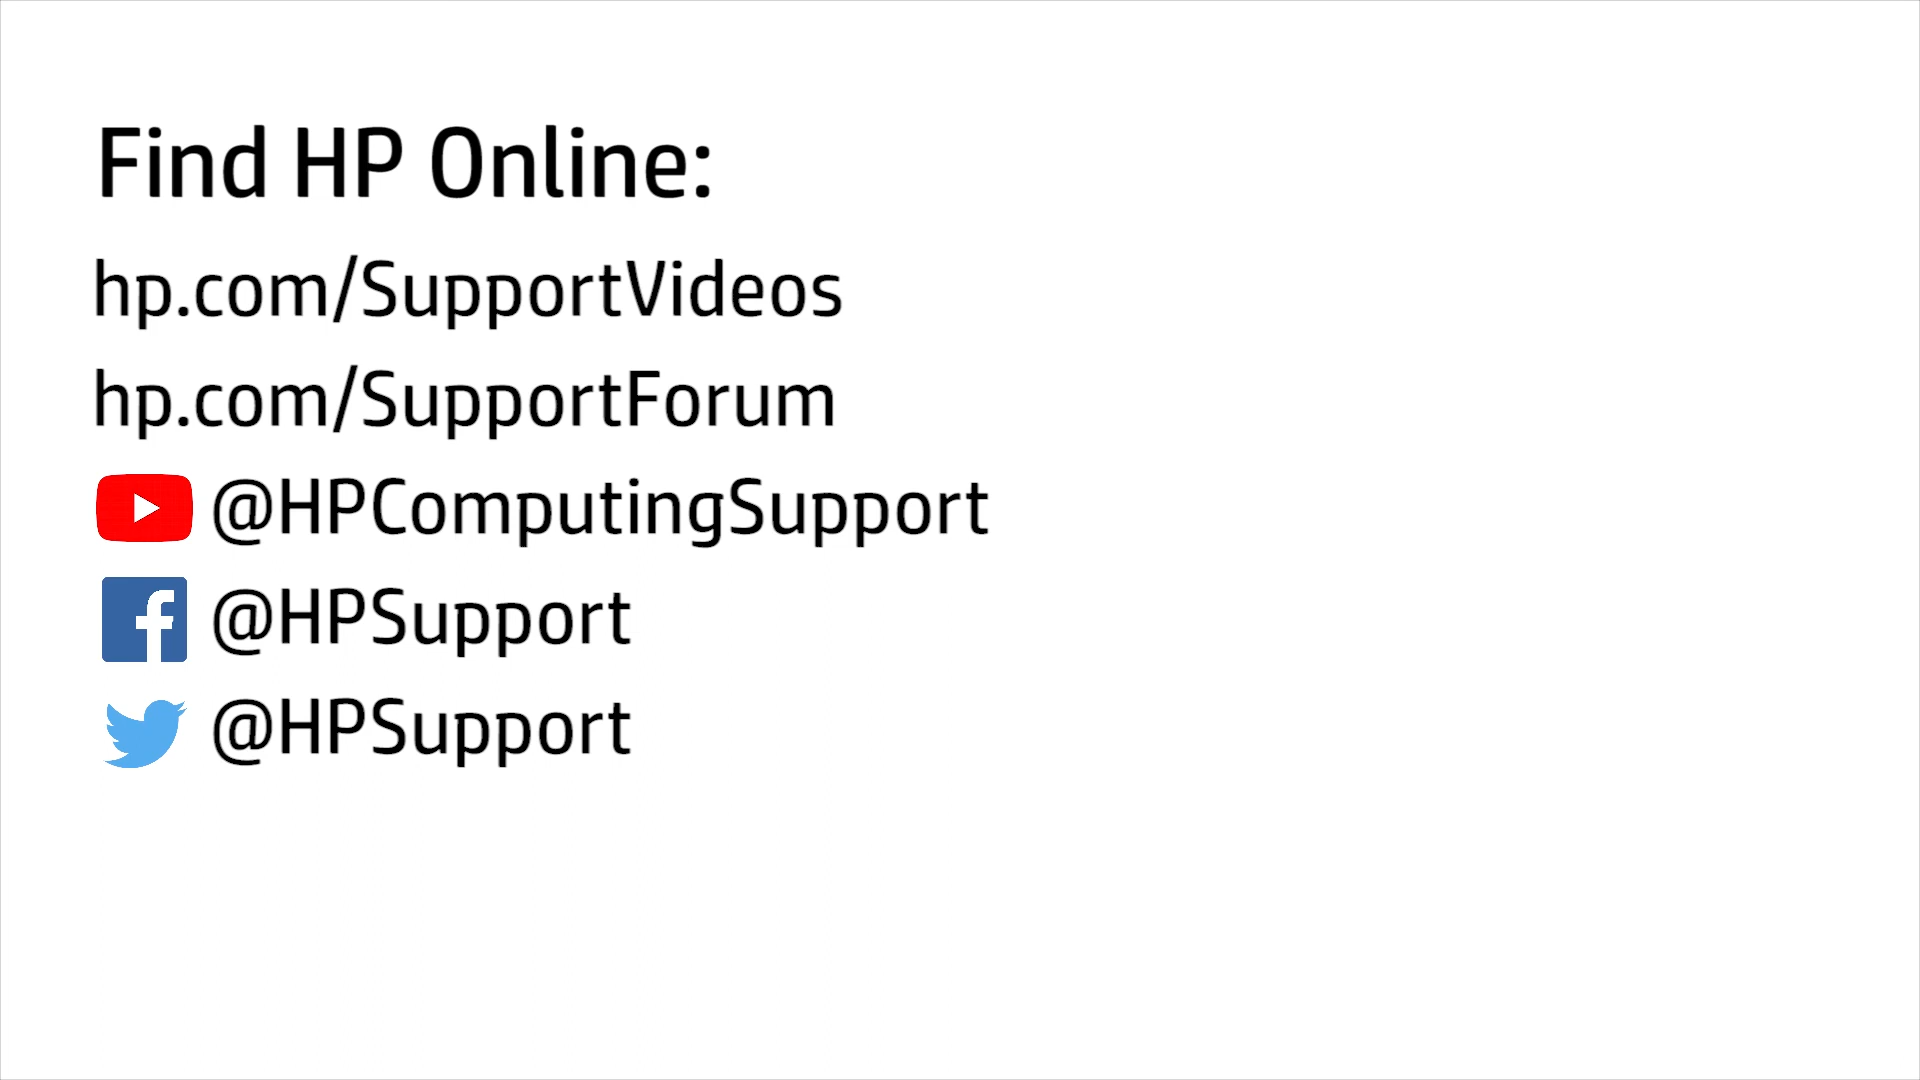 Find HP Online:
hp.com/SupportVideos
hp.com/SupportForum
@HPComputingSupport
@HPSupport
@HPSupport